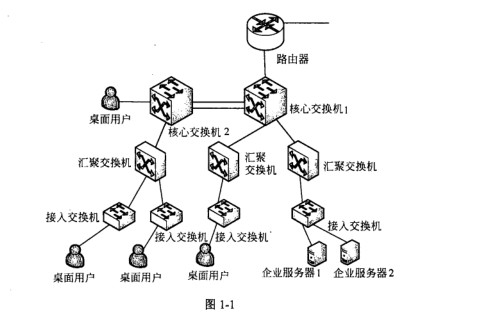 路由器
核心交换机1
桌面用户
核心交换机2
汇聚交换机
汇聚
交换机
汇聚交换机
接入交换机
接入交换机
接入交换机
接入交换机
桌面用户
桌面用户
桌面用户
企业服务器1
企业服务器2
图 1-1